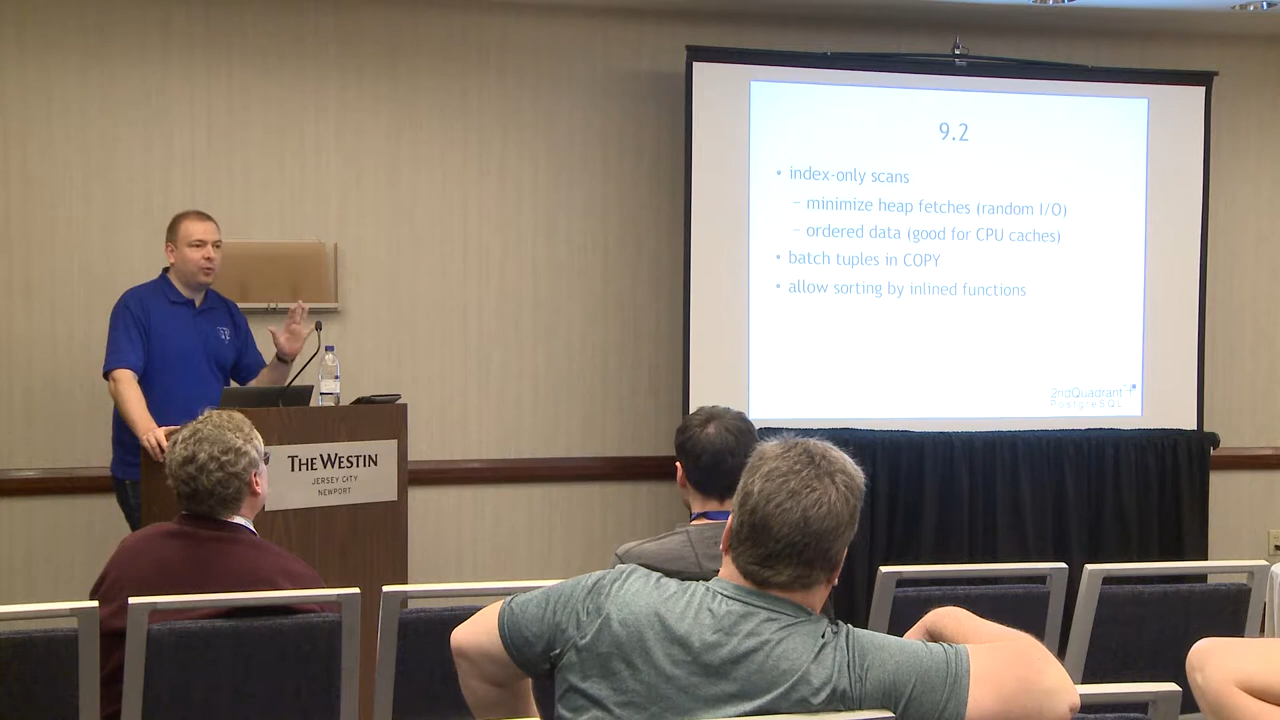 9.2
• index-only scans
– minimize heap fetches (random I/O)
– ordered data (good for CPU caches)
• batch tuples in COPY
• allow sorting by inlined functions
2ndQuadrant
PostgreSQL
THE WESTIN
JERSEY CITY
NEWPORT